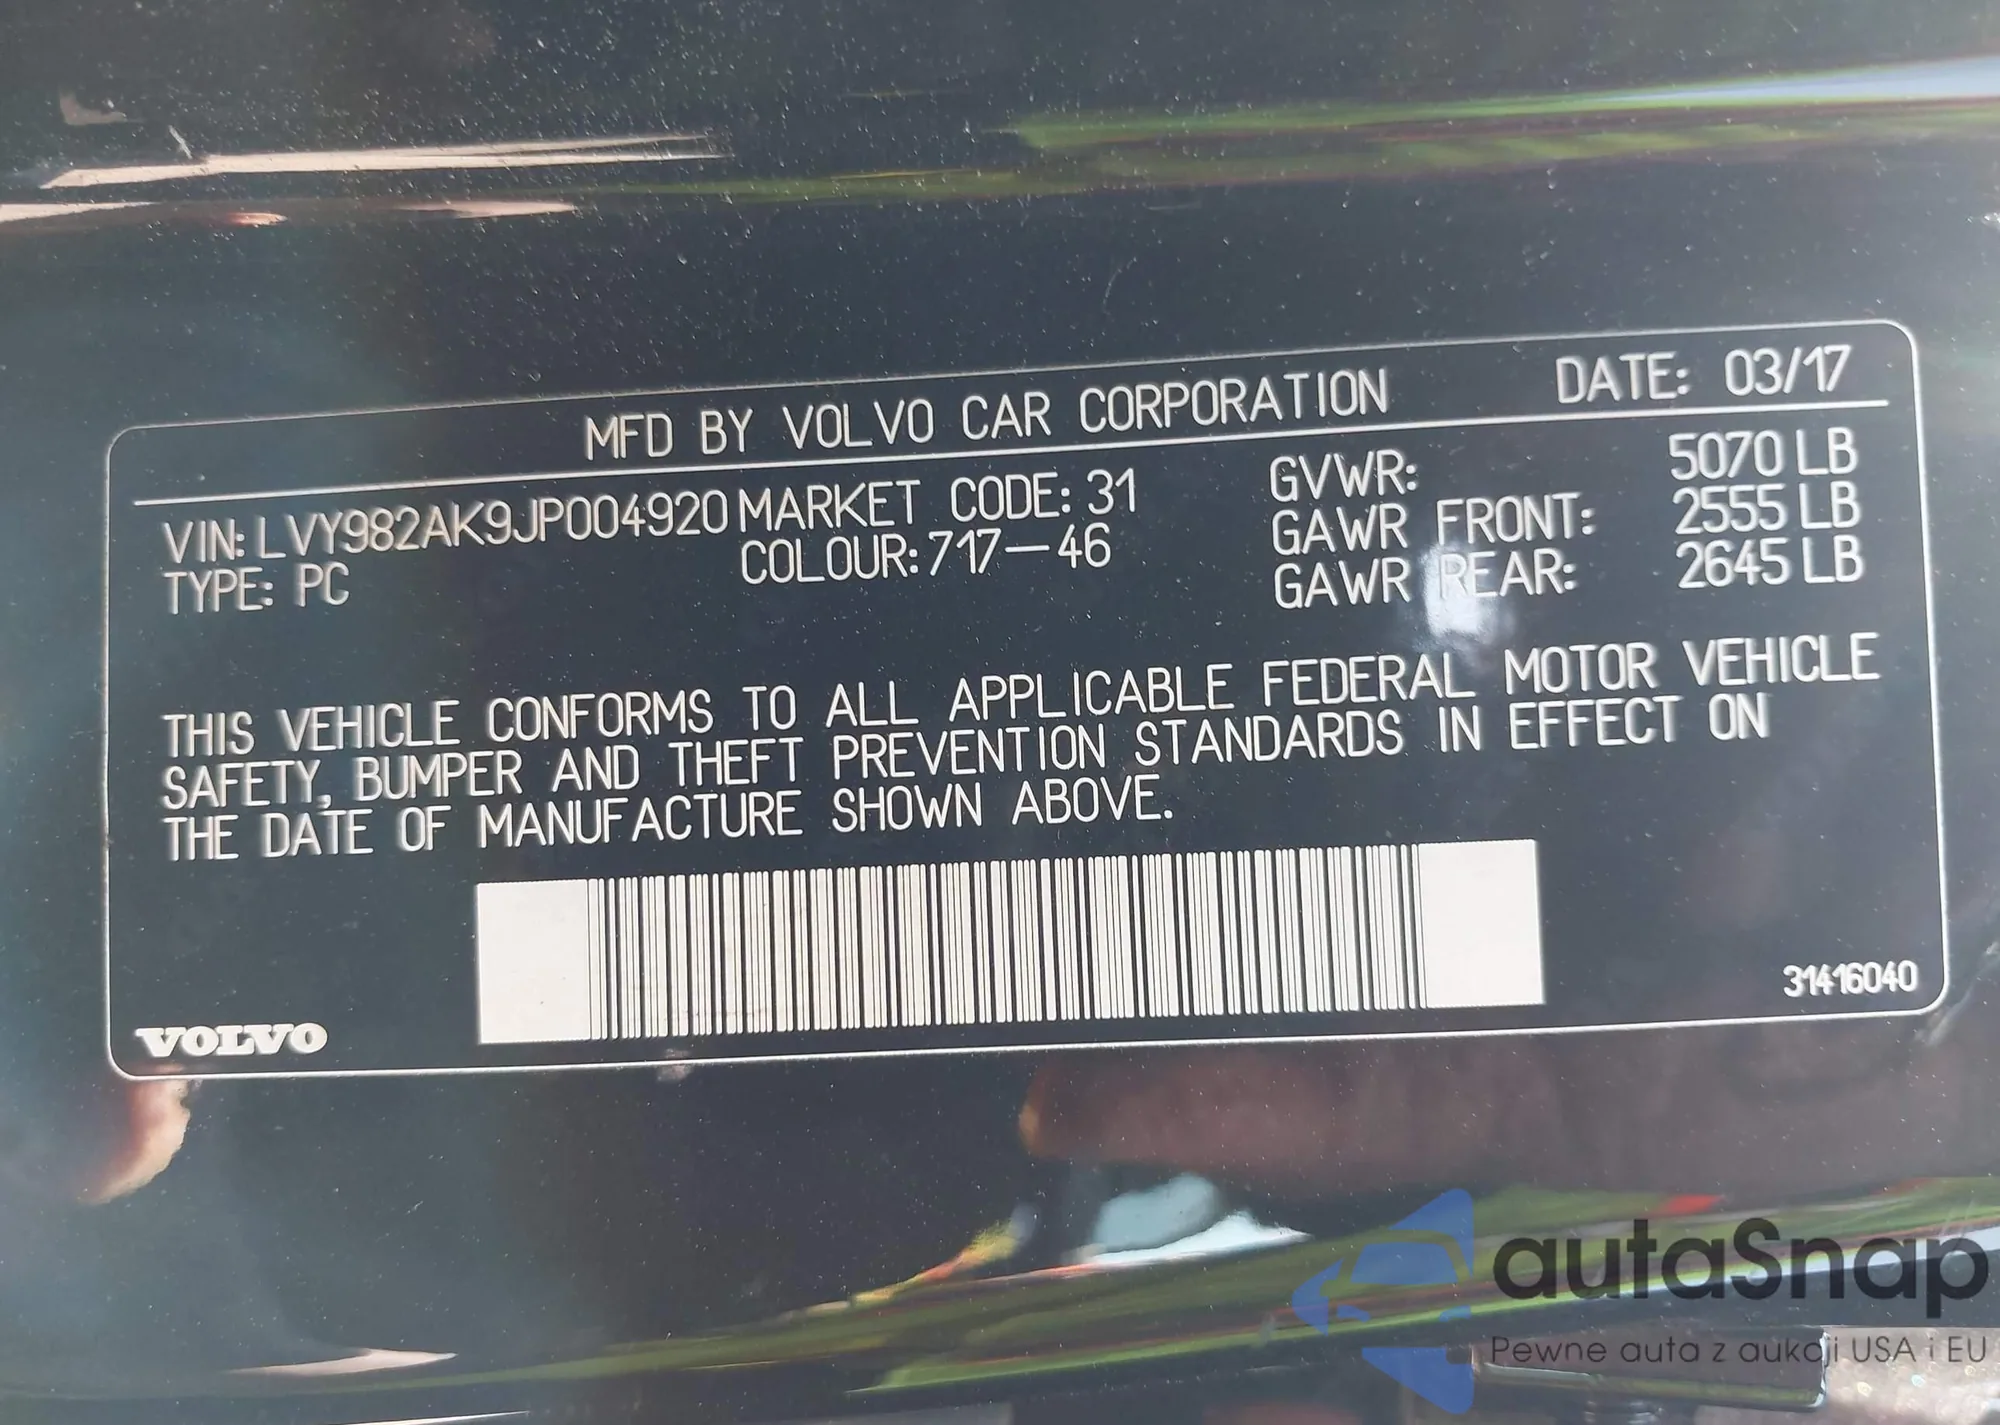 MFD BY VOLVO CAR CORPORATION DATE: 03/17
VIN: LVY982AK9JP004920 MARKET CODE: 31 GVWR: 5070 LB
TYPE: PC COLOUR: 717-46 GAWR FRONT: 2555 LB
GAWR REAR: 2645 LB
THIS VEHICLE CONFORMS TO ALL APPLICABLE FEDERAL MOTOR VEHICLE
SAFETY, BUMPER AND THEFT PREVENTION STANDARDS IN EFFECT ON
THE DATE OF MANUFACTURE SHOWN ABOVE.
31416040
VOLVO
autaSnap
Pewne auta z aukcji USA i EU